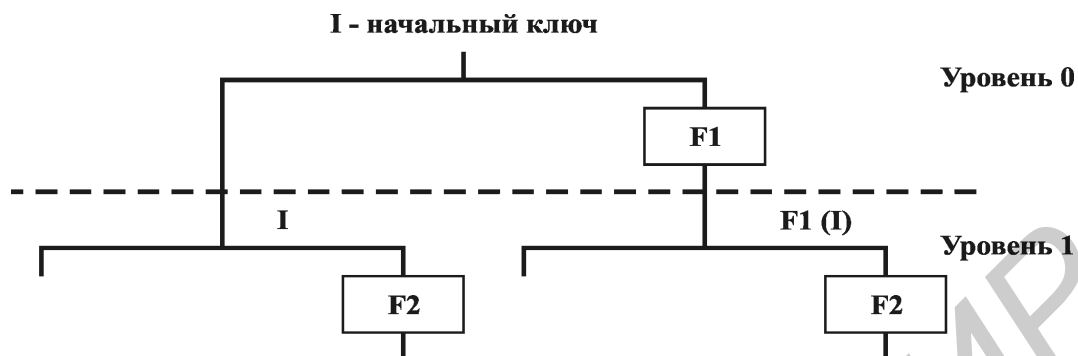 I - начальный ключ
Уровень 0
F1
I
F1 (I)
Уровень 1
F2
F2